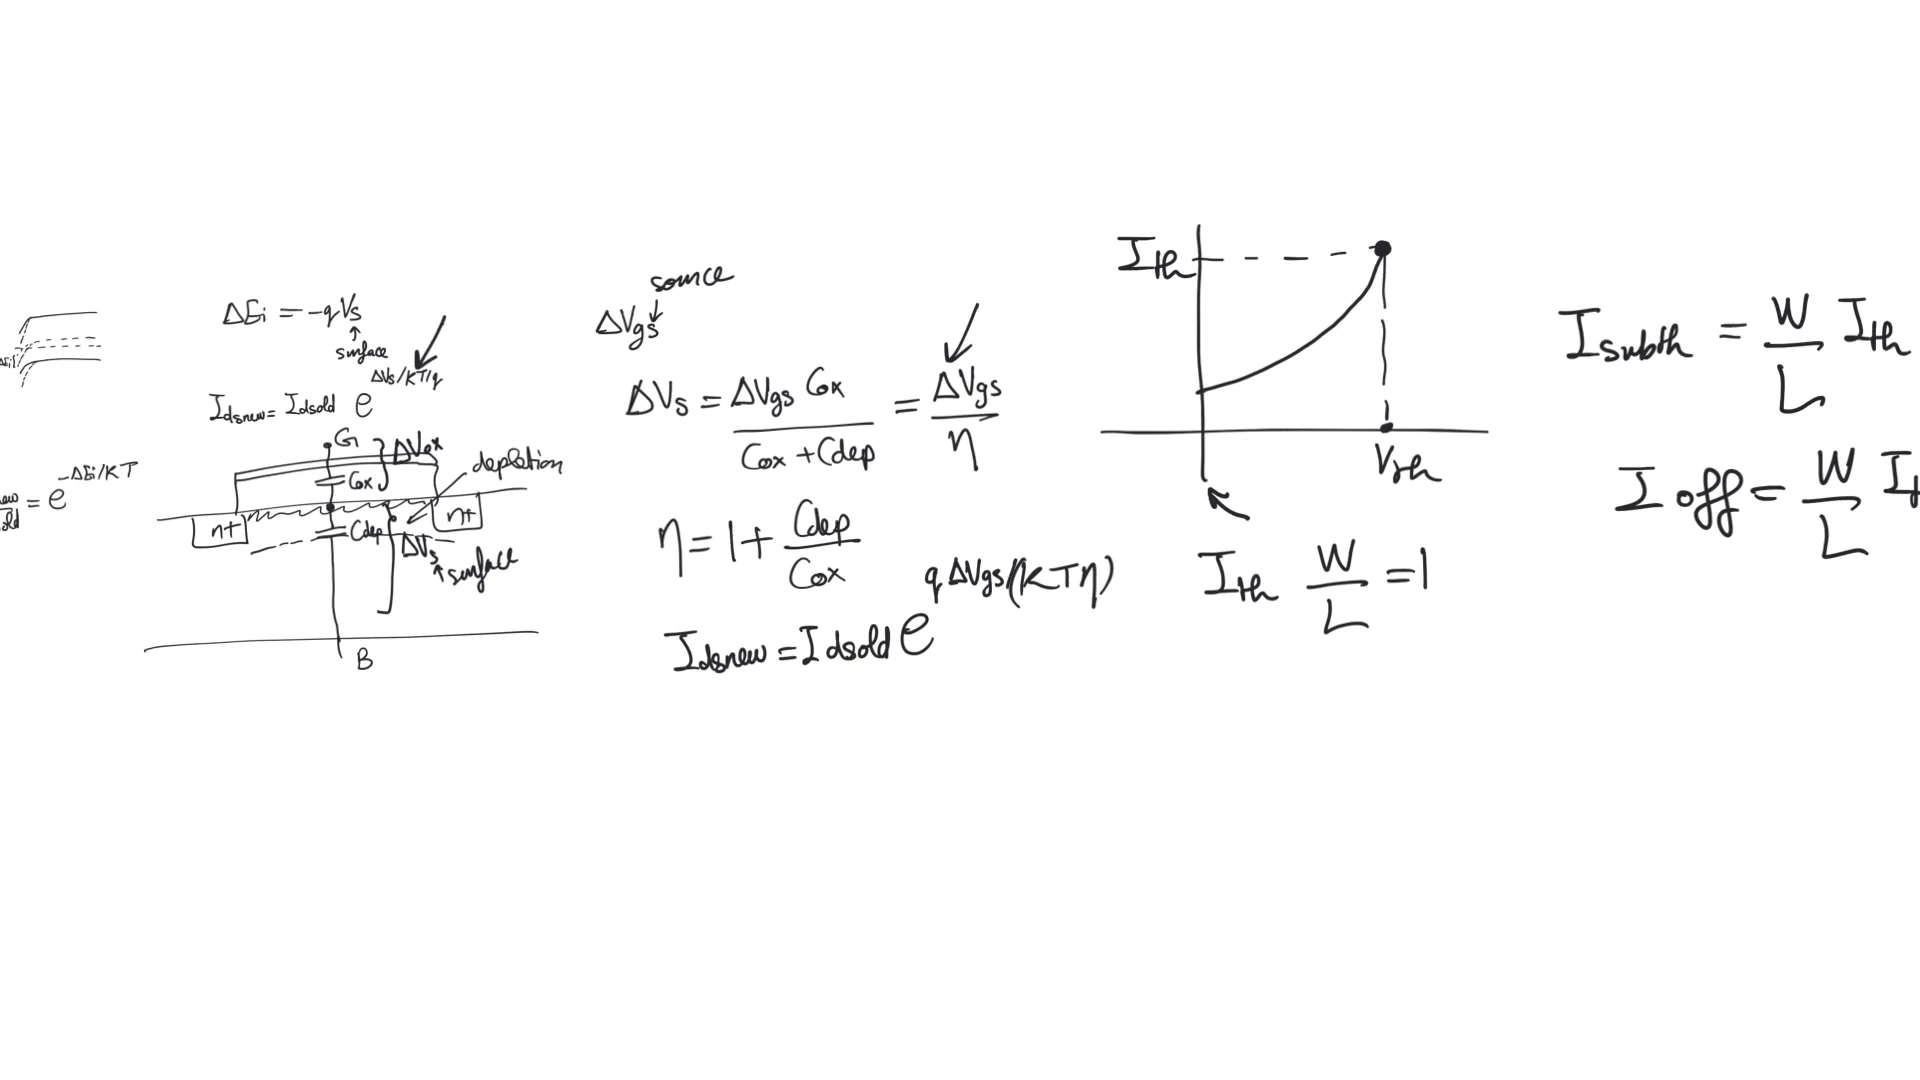 ΔEi = -qVs
surface
ΔVs/KT/q
Idsnew = Idsold e
= e -ΔEi/KT
G
ΔVox
Cox
depletion
n+
n+
Cdep
ΔVs
surface
B
source
ΔVgs
ΔVs = ΔVgs Cox / Cox + Cdep = ΔVgs / η
η = 1 + Cdep / Cox
Idsnew = Idsold e qΔVgs/(KTη)
Ith
Vth
Ith W/L = 1
Isubth = W/L Ith
I off = W/L